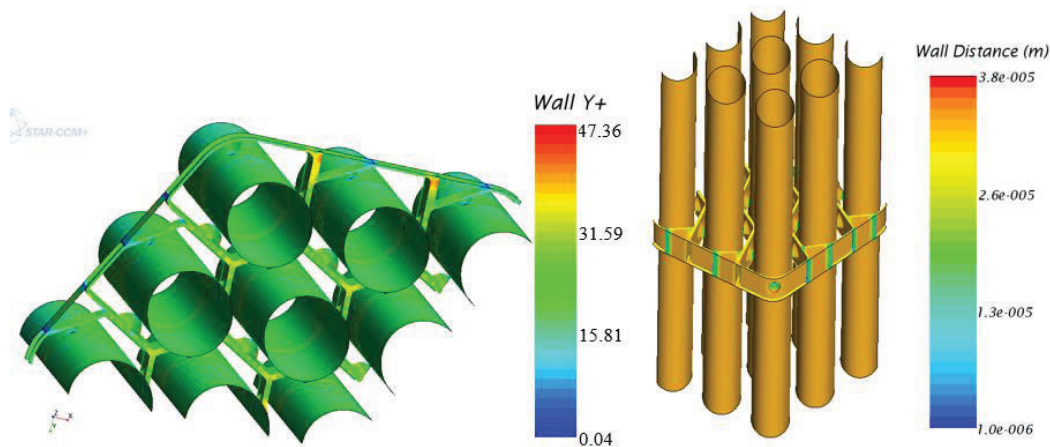 STAR-CCM+
Z
X
Y
Wall Y+
47.36
31.59
15.81
0.04
Wall Distance (m)
3.8e-005
2.6e-005
1.3e-005
1.0e-006